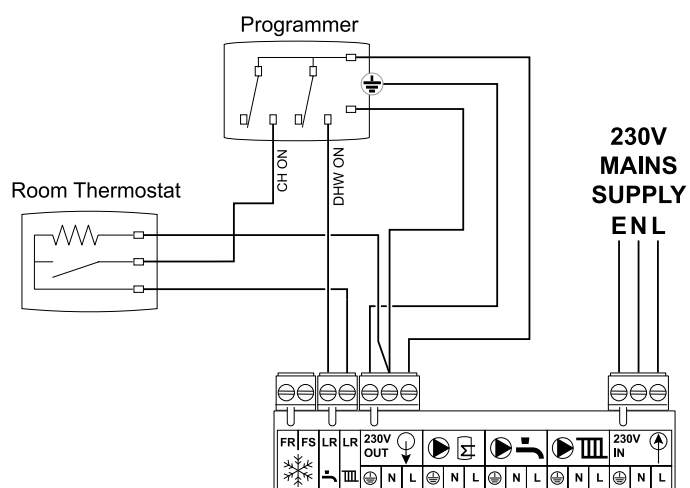 Programmer
230V
MAINS
SUPPLY
E N L
CH ON
DHW ON
Room Thermostat
FR FS LR LR 230V OUT 230V IN
N L N L N L N L N L